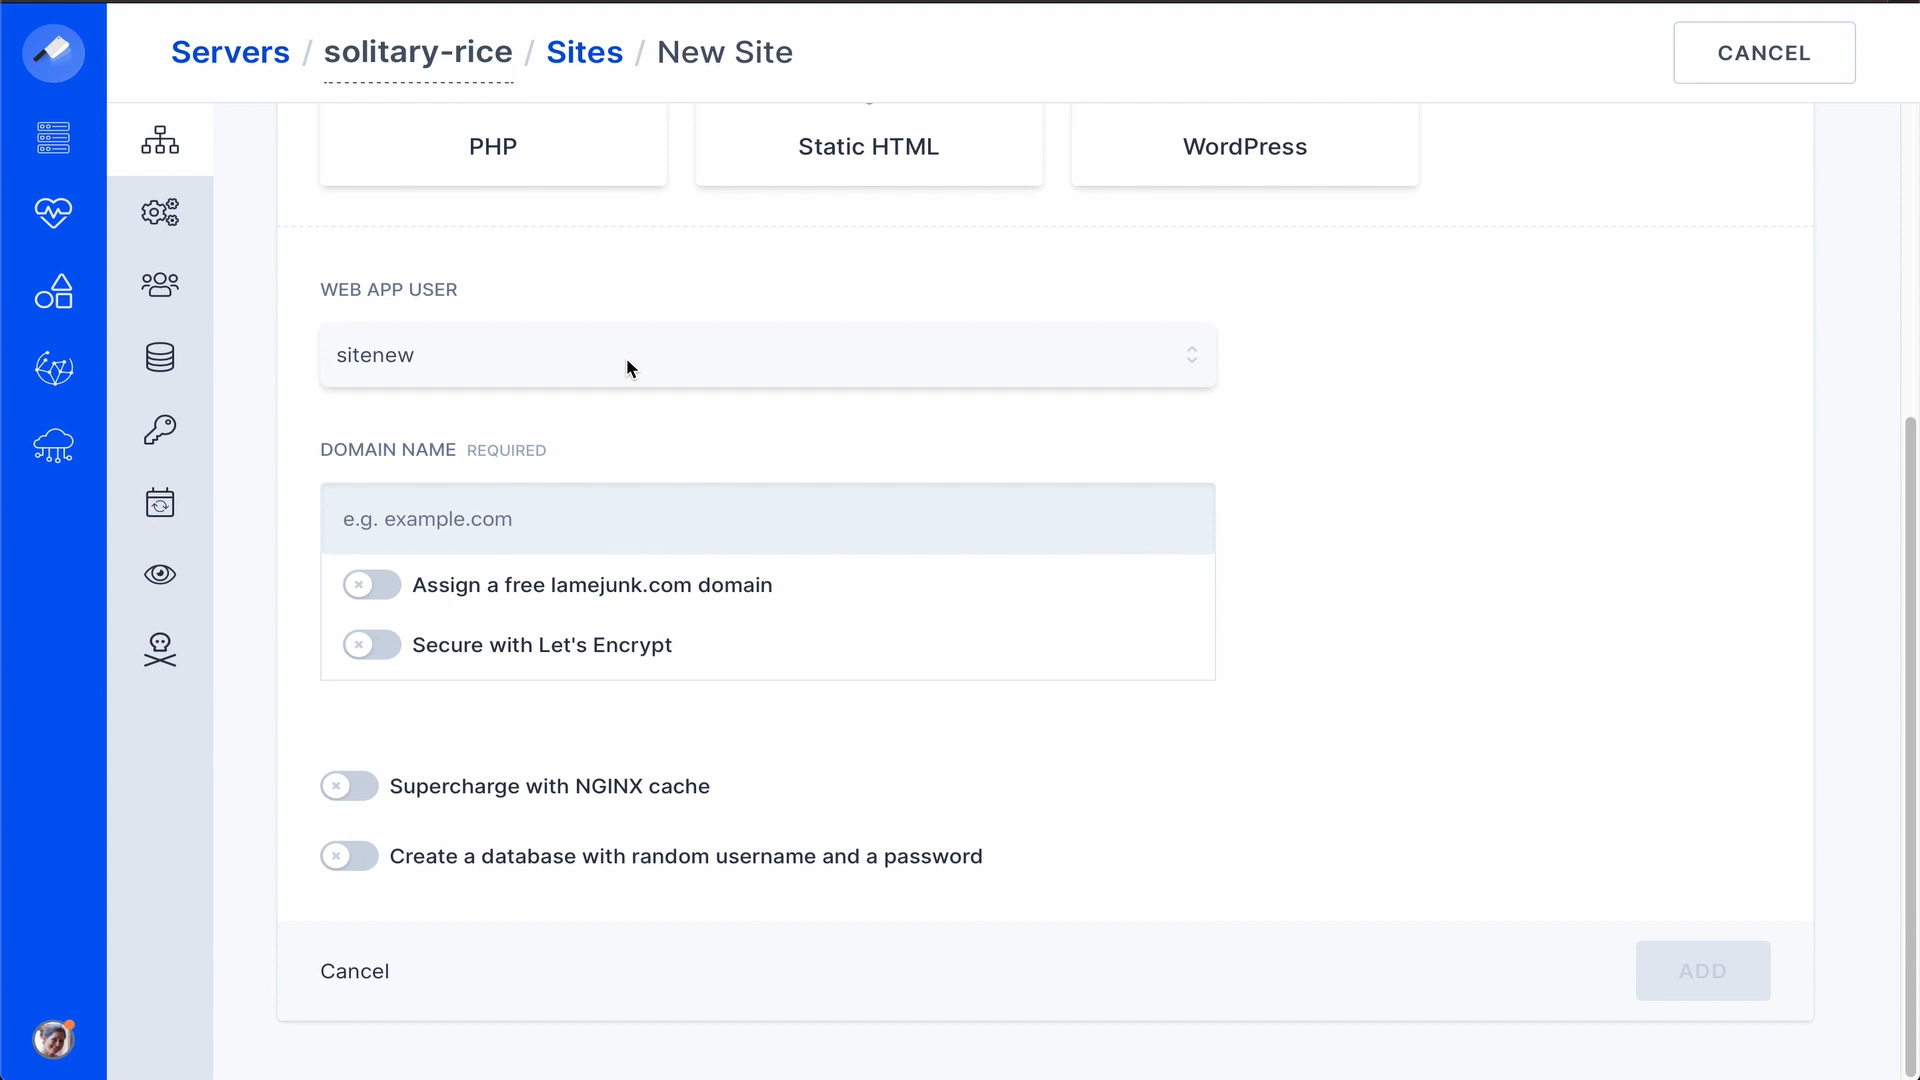 Servers / solitary-rice / Sites / New Site
CANCEL
PHP
Static HTML
WordPress
WEB APP USER
sitenew
DOMAIN NAME REQUIRED
e.g. example.com
Assign a free lamejunk.com domain
Secure with Let's Encrypt
Supercharge with NGINX cache
Create a database with random username and a password
Cancel
ADD